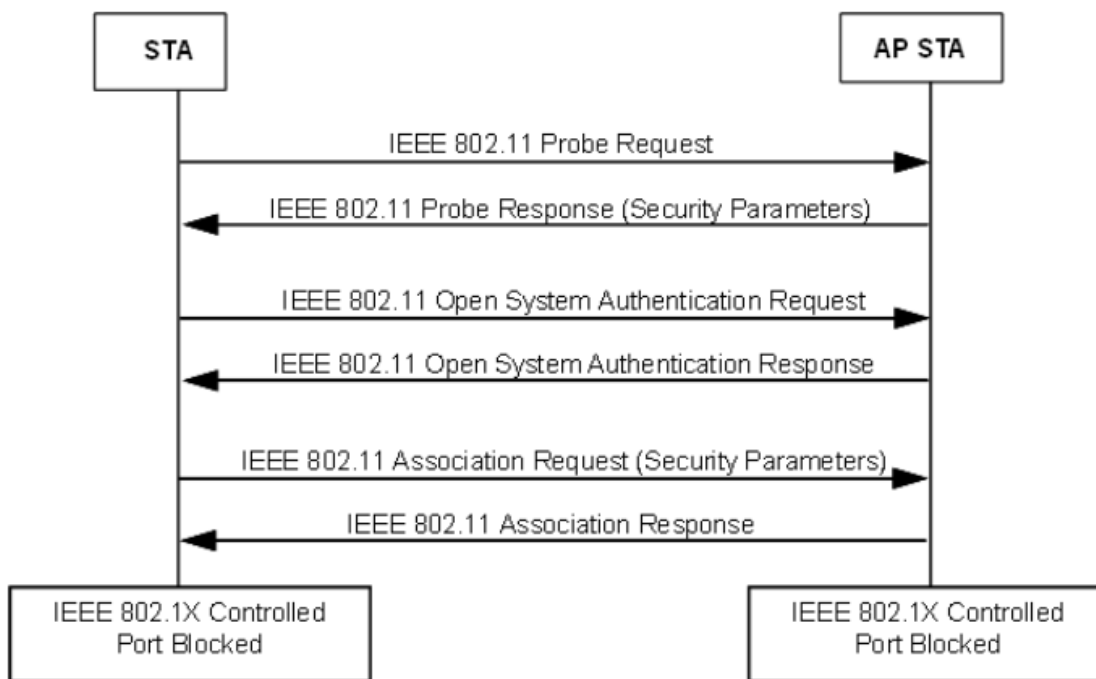 STA
AP STA
IEEE 802.11 Probe Request
IEEE 802.11 Probe Response (Security Parameters)
IEEE 802.11 Open System Authentication Request
IEEE 802.11 Open System Authentication Response
IEEE 802.11 Association Request (Security Parameters)
IEEE 802.11 Association Response
IEEE 802.1X Controlled
Port Blocked
IEEE 802.1X Controlled
Port Blocked